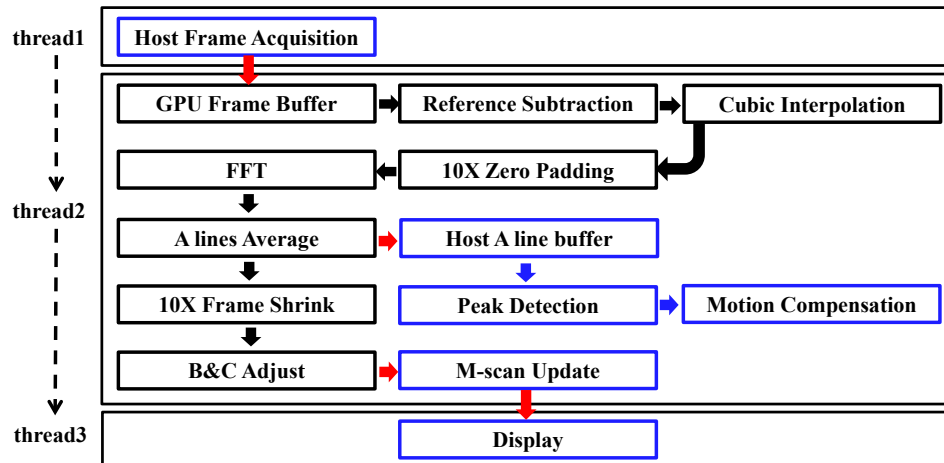 thread1
Host Frame Acquisition
GPU Frame Buffer
Reference Subtraction
Cubic Interpolation
FFT
10X Zero Padding
thread2
A lines Average
Host A line buffer
10X Frame Shrink
Peak Detection
Motion Compensation
B&C Adjust
M-scan Update
thread3
Display